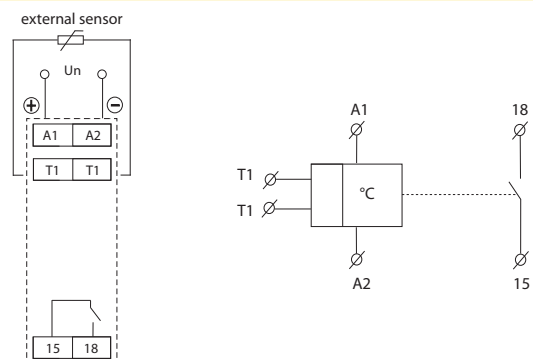 external sensor
Un
+ −
A1 A2
T1 T1
15 18
A1
18
T1
°C
T1
A2
15